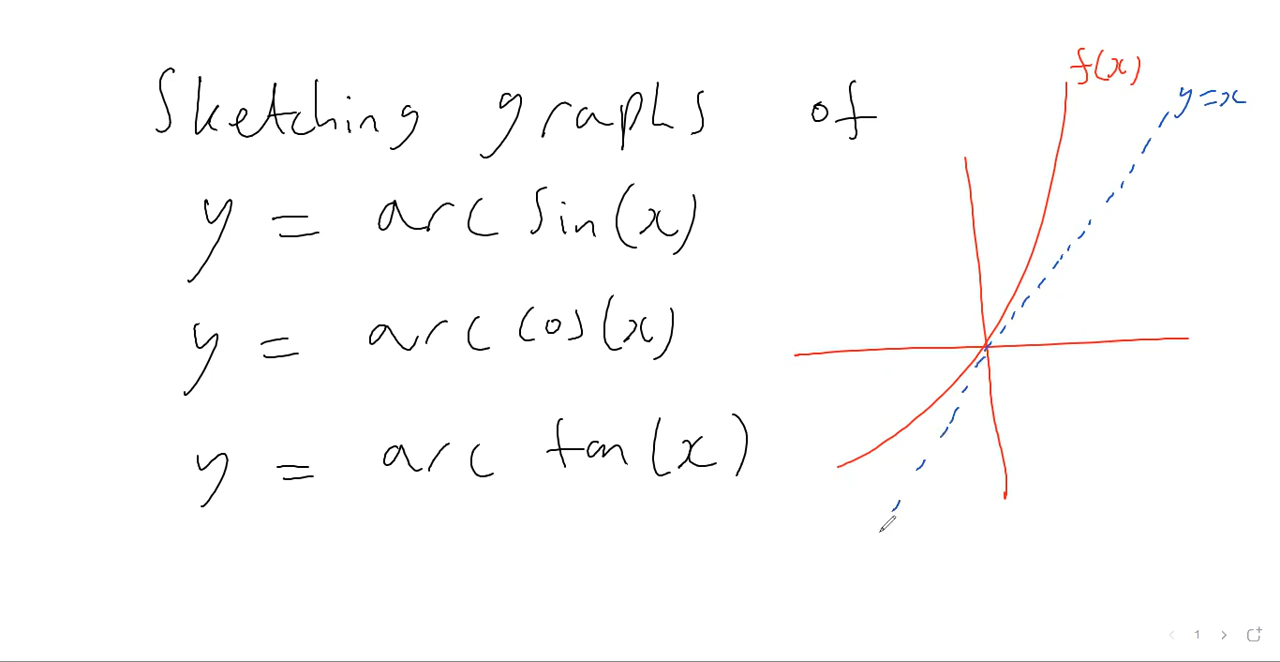 Sketching graphs of
y = arc sin(x)
y = arc cos(x)
y = arc tan(x)
f(x)
y=x
1